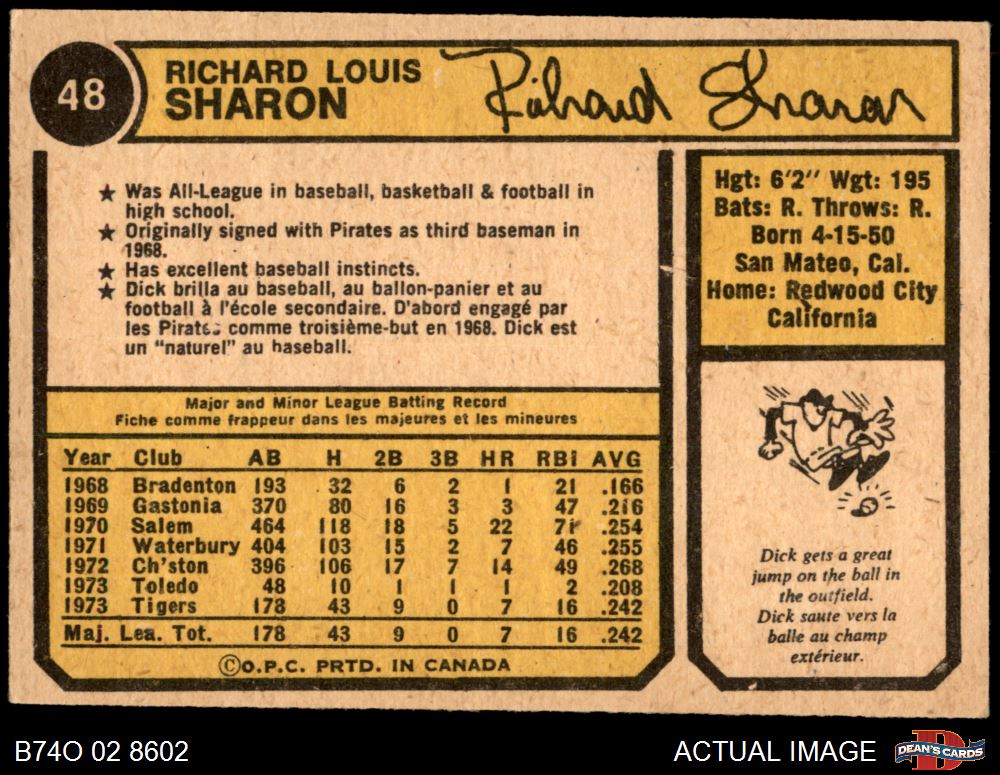 48
RICHARD LOUIS
SHARON
Richard Sharon
★ Was All-League in baseball, basketball & football in
high school.
★ Originally signed with Pirates as third baseman in
1968.
★ Has excellent baseball instincts.
★ Dick brilla au baseball, au ballon-panier et au
football à l'école secondaire. D'abord engagé par
les Pirates comme troisième-but en 1968. Dick est
un "naturel" au baseball.
Hgt: 6'2" Wgt: 195
Bats: R. Throws: R.
Born 4-15-50
San Mateo, Cal.
Home: Redwood City
California
Major and Minor League Batting Record
Fiche comme frappeur dans les majeures et les mineures
Year Club AB H 2B 3B HR RBI AVG
1968 Bradenton 193 32 6 2 1 21 .166
1969 Gastonia 370 80 16 3 3 47 .216
1970 Salem 464 118 18 5 22 71 .254
1971 Waterbury 404 103 15 2 7 46 .255
1972 Ch'ston 396 106 17 7 14 49 .268
1973 Toledo 48 10 1 1 1 2 .208
1973 Tigers 178 43 9 0 7 16 .242
Maj. Lea. Tot. 178 43 9 0 7 16 .242
©O.P.C. PRTD. IN CANADA
Dick gets a great
jump on the ball in
the outfield.
Dick saute vers la
balle au champ
extérieur.
B74O 02 8602
ACTUAL IMAGE
DEAN'S CARDS